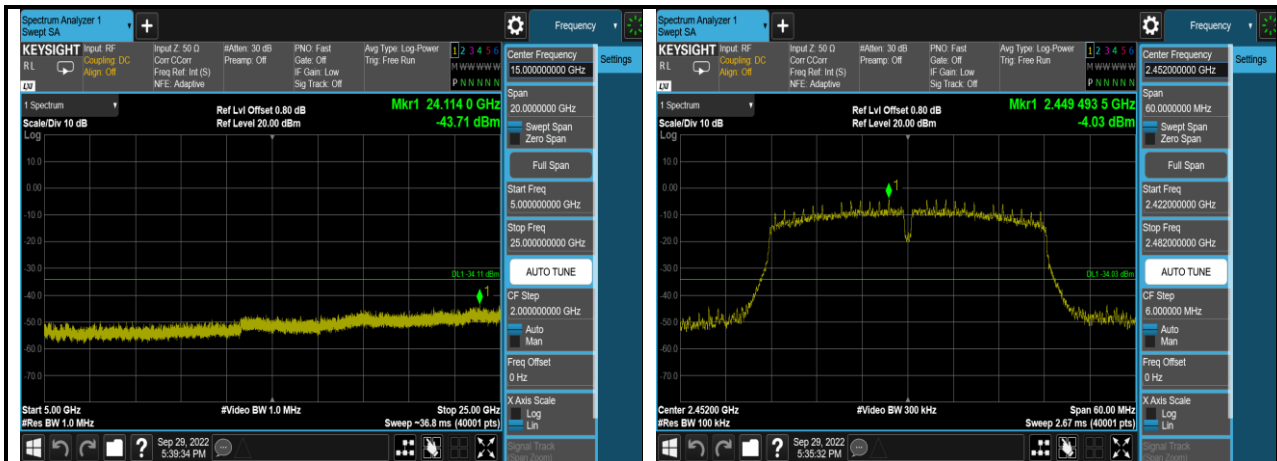 Spectrum Analyzer 1
Swept SA
Frequency
KEYSIGHT
RL
LXI
Input: RF
Coupling: DC
Align: Off
Input Z: 50 Ω
Corr CCorr
Freq Ref: Int (S)
NFE: Adaptive
#Atten: 30 dB
Preamp: Off
PNO: Fast
Gate: Off
IF Gain: Low
Sig Track: Off
Avg Type: Log-Power
Trig: Free Run
1 2 3 4 5 6
M W W W W W
P N N N N N
1 Spectrum
Scale/Div 10 dB
Log
Ref Lvl Offset 0.80 dB
Ref Level 20.00 dBm
Mkr1 24.114 0 GHz
-43.71 dBm
10.0
0.00
-10.0
-20.0
-30.0
-40.0
-50.0
-60.0
-70.0
DL1 -34.11 dBm
1
Start 5.00 GHz
#Res BW 1.0 MHz
#Video BW 1.0 MHz
Stop 25.00 GHz
Sweep ~36.8 ms (40001 pts)
Center Frequency
15.000000000 GHz
Settings
Span
20.0000000 GHz
Swept Span
Zero Span
Full Span
Start Freq
5.000000000 GHz
Stop Freq
25.000000000 GHz
AUTO TUNE
CF Step
2.000000000 GHz
Auto
Man
Freq Offset
0 Hz
X Axis Scale
Log
Lin
Signal Track
(Span Zoom)
?
Sep 29, 2022
5:39:34 PM
Spectrum Analyzer 1
Swept SA
Frequency
KEYSIGHT
RL
LXI
Input: RF
Coupling: DC
Align: Off
Input Z: 50 Ω
Corr CCorr
Freq Ref: Int (S)
NFE: Adaptive
#Atten: 30 dB
Preamp: Off
PNO: Fast
Gate: Off
IF Gain: Low
Sig Track: Off
Avg Type: Log-Power
Trig: Free Run
1 2 3 4 5 6
M W W W W W
P N N N N N
1 Spectrum
Scale/Div 10 dB
Log
Ref Lvl Offset 0.80 dB
Ref Level 20.00 dBm
Mkr1 2.449 493 5 GHz
-4.03 dBm
10.0
0.00
-10.0
-20.0
-30.0
-40.0
-50.0
-60.0
-70.0
DL1 -34.03 dBm
1
Center 2.45200 GHz
#Res BW 100 kHz
#Video BW 300 kHz
Span 60.00 MHz
Sweep 2.67 ms (40001 pts)
Center Frequency
2.452000000 GHz
Settings
Span
60.0000000 MHz
Swept Span
Zero Span
Full Span
Start Freq
2.422000000 GHz
Stop Freq
2.482000000 GHz
AUTO TUNE
CF Step
6.000000 MHz
Auto
Man
Freq Offset
0 Hz
X Axis Scale
Log
Lin
Signal Track
(Span Zoom)
?
Sep 29, 2022
5:35:32 PM